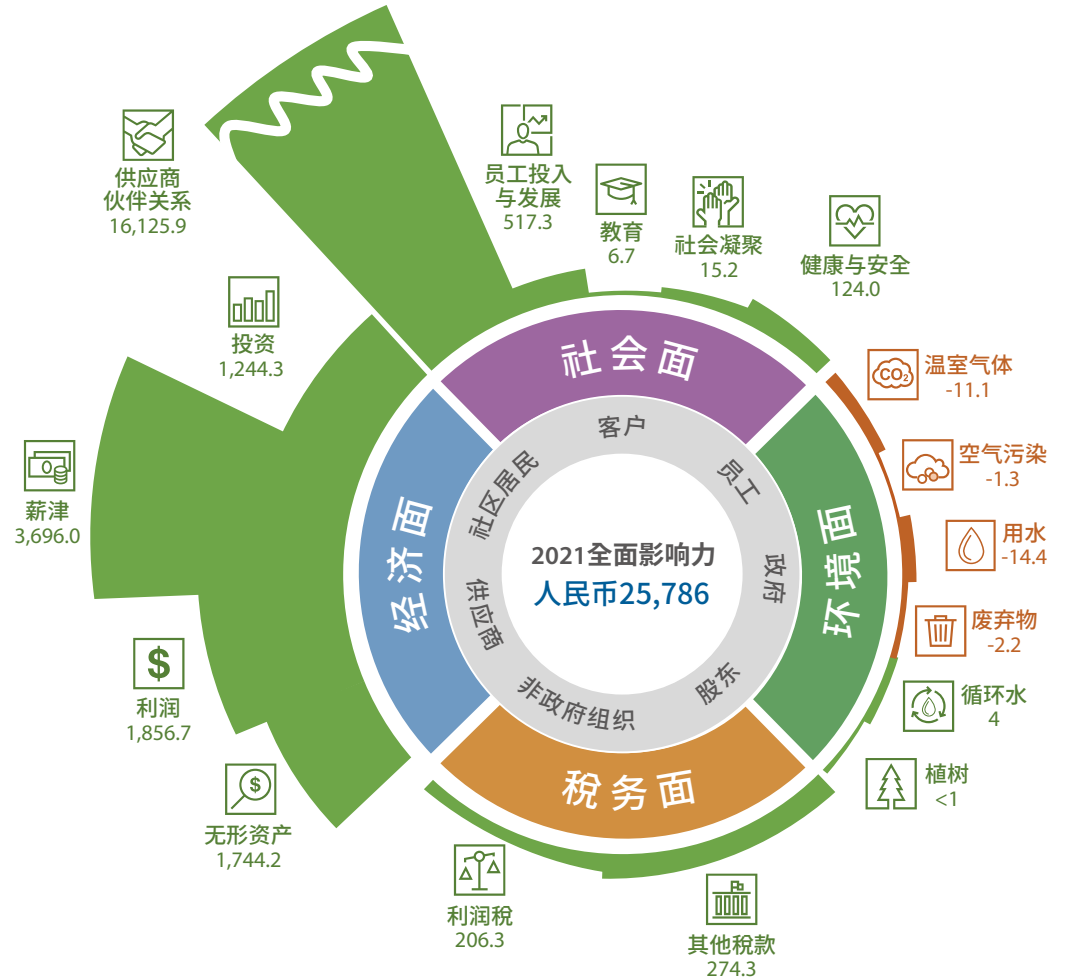 供应商
伙伴关系
16,125.9
员工投入
与发展
517.3
教育
6.7
社会凝聚
15.2
健康与安全
124.0
投资
1,244.3
薪津
3,696.0
$
利润
1,856.7
$
无形资产
1,744.2
CO2
温室气体
-11.1
空气污染
-1.3
用水
-14.4
废弃物
-2.2
循环水
4
植树
<1
利润税
206.3
其他税款
274.3
社会面
环境面
税务面
经济面
客户
员工
政府
股东
非政府组织
供应商
社区居民
2021全面影响力
人民币25,786